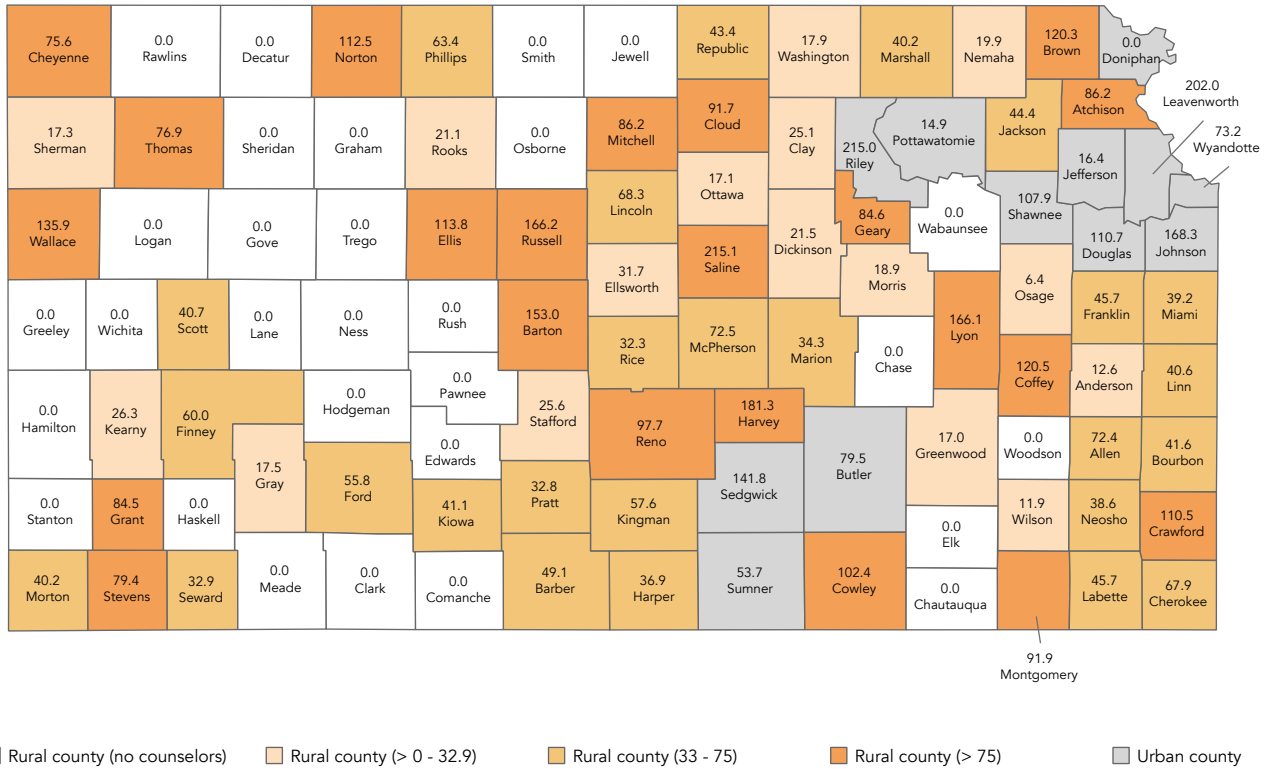 75.6
Cheyenne
0.0
Rawlins
0.0
Decatur
112.5
Norton
63.4
Phillips
0.0
Smith
0.0
Jewell
43.4
Republic
17.9
Washington
40.2
Marshall
19.9
Nemaha
120.3
Brown
0.0
Doniphan
202.0
Leavenworth
73.2
Wyandotte
17.3
Sherman
76.9
Thomas
0.0
Sheridan
0.0
Graham
21.1
Rooks
0.0
Osborne
86.2
Mitchell
91.7
Cloud
25.1
Clay
215.0
Riley
14.9
Pottawatomie
44.4
Jackson
86.2
Atchison
16.4
Jefferson
68.3
Lincoln
17.1
Ottawa
135.9
Wallace
0.0
Logan
0.0
Gove
0.0
Trego
113.8
Ellis
166.2
Russell
21.5
Dickinson
84.6
Geary
0.0
Wabaunsee
107.9
Shawnee
110.7
Douglas
168.3
Johnson
31.7
Ellsworth
215.1
Saline
18.9
Morris
6.4
Osage
45.7
Franklin
39.2
Miami
0.0
Greeley
0.0
Wichita
40.7
Scott
0.0
Lane
0.0
Ness
0.0
Rush
153.0
Barton
32.3
Rice
72.5
McPherson
34.3
Marion
0.0
Chase
166.1
Lyon
120.5
Coffey
12.6
Anderson
40.6
Linn
0.0
Hamilton
26.3
Kearny
60.0
Finney
0.0
Hodgeman
0.0
Pawnee
25.6
Stafford
97.7
Reno
181.3
Harvey
79.5
Butler
17.0
Greenwood
0.0
Woodson
72.4
Allen
41.6
Bourbon
17.5
Gray
55.8
Ford
0.0
Edwards
0.0
Stanton
84.5
Grant
0.0
Haskell
41.1
Kiowa
32.8
Pratt
57.6
Kingman
141.8
Sedgwick
0.0
Elk
11.9
Wilson
38.6
Neosho
110.5
Crawford
40.2
Morton
79.4
Stevens
32.9
Seward
0.0
Meade
0.0
Clark
0.0
Comanche
49.1
Barber
36.9
Harper
53.7
Sumner
102.4
Cowley
0.0
Chautauqua
91.9
Montgomery
45.7
Labette
67.9
Cherokee
Rural county (no counselors)
Rural county (> 0 - 32.9)
Rural county (33 - 75)
Rural county (> 75)
Urban county